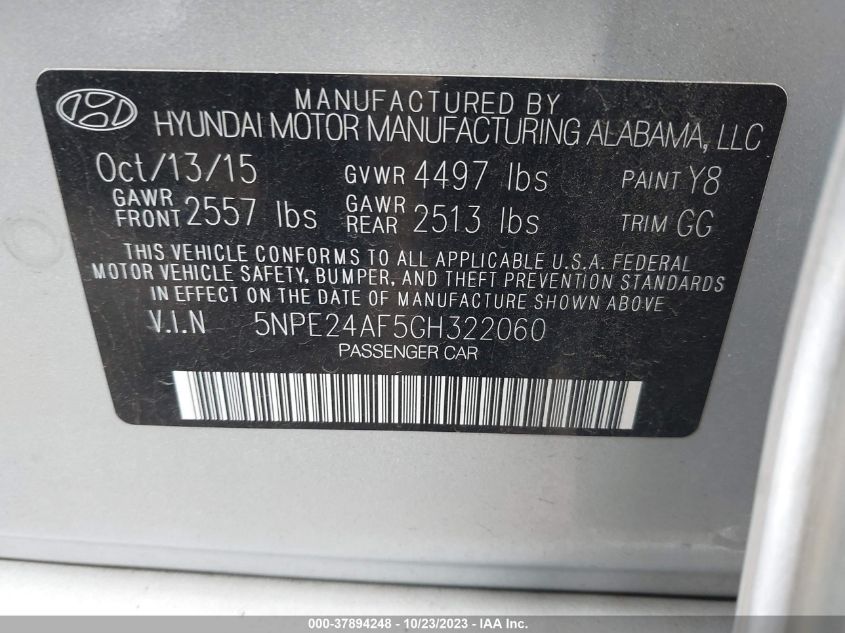 MANUFACTURED BY
HYUNDAI MOTOR MANUFACTURING ALABAMA, LLC
Oct/13/15 GVWR 4497 lbs PAINT Y8
GAWR FRONT 2557 lbs GAWR REAR 2513 lbs TRIM GG
THIS VEHICLE CONFORMS TO ALL APPLICABLE U.S.A. FEDERAL
MOTOR VEHICLE SAFETY, BUMPER, AND THEFT PREVENTION STANDARDS
IN EFFECT ON THE DATE OF MANUFACTURE SHOWN ABOVE
V.I.N 5NPE24AF5GH322060
PASSENGER CAR
000-37894248 - 10/23/2023 - IAA Inc.